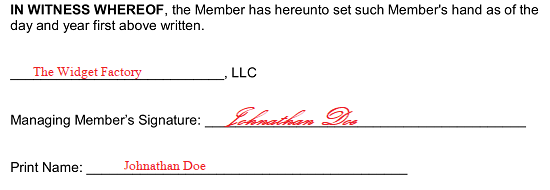 IN WITNESS WHEREOF, the Member has hereunto set such Member's hand as of the
day and year first above written.
The Widget Factory, LLC
Managing Member's Signature: Johnathan Doe
Print Name: Johnathan Doe